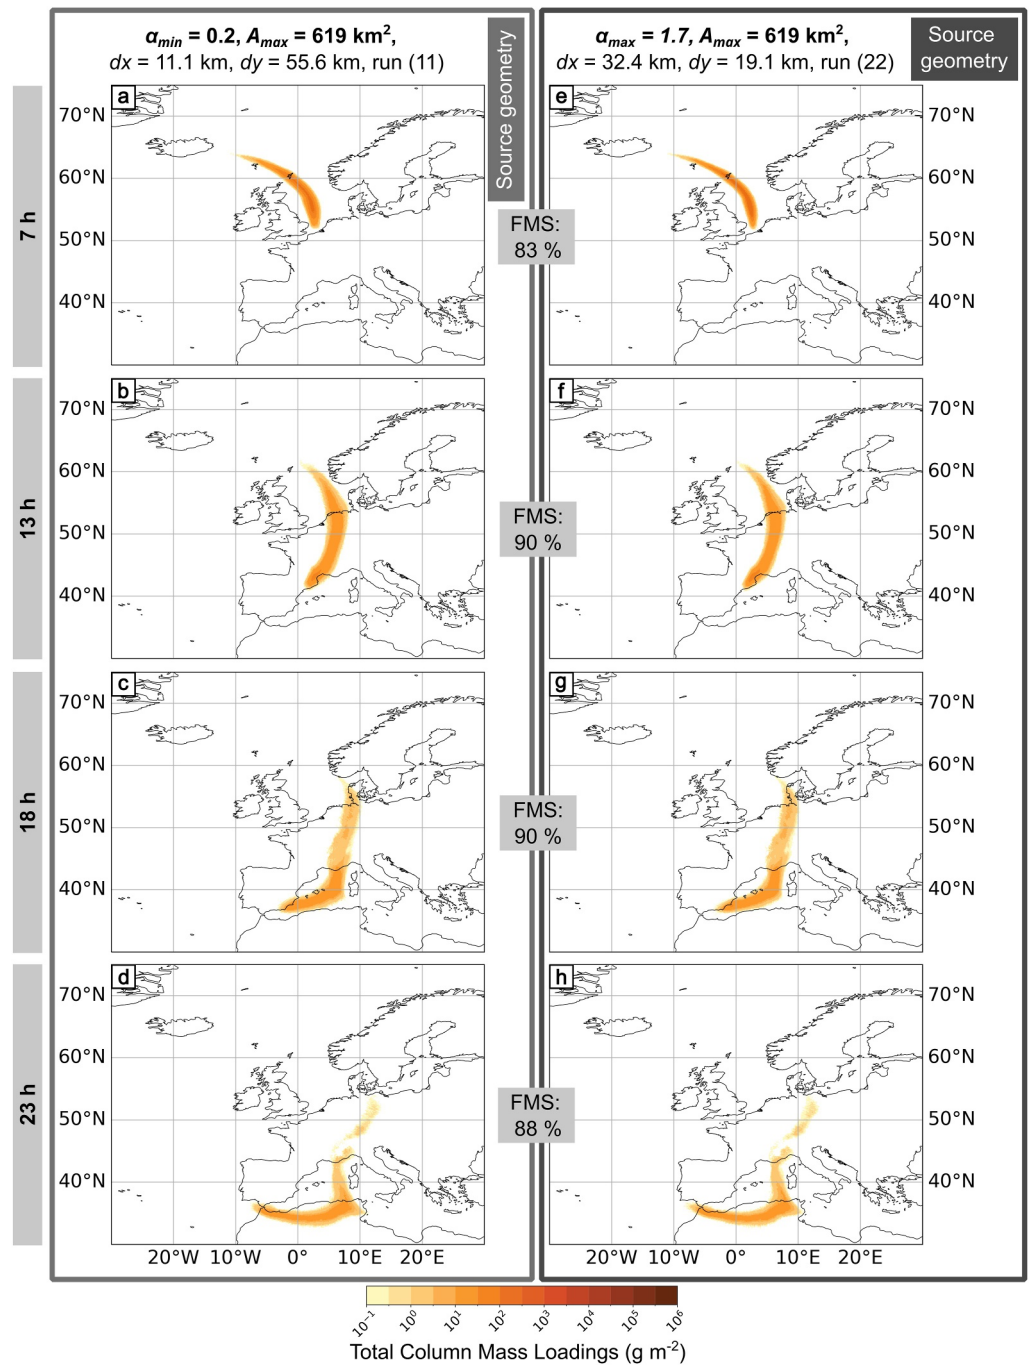 α_min = 0.2, A_max = 619 km²,
dx = 11.1 km, dy = 55.6 km, run (11)
Source geometry
α_max = 1.7, A_max = 619 km²,
dx = 32.4 km, dy = 19.1 km, run (22)
Source
geometry
7 h
a
70°N
60°N
50°N
40°N
FMS:
83 %
e
70°N
60°N
50°N
40°N
13 h
b
70°N
60°N
50°N
40°N
FMS:
90 %
f
70°N
60°N
50°N
40°N
18 h
c
70°N
60°N
50°N
40°N
FMS:
90 %
g
70°N
60°N
50°N
40°N
23 h
d
70°N
60°N
50°N
40°N
FMS:
88 %
h
70°N
60°N
50°N
40°N
20°W 10°W 0° 10°E 20°E
20°W 10°W 0° 10°E 20°E
10⁻¹ 10⁰ 10¹ 10² 10³ 10⁴ 10⁵ 10⁶
Total Column Mass Loadings (g m⁻²)